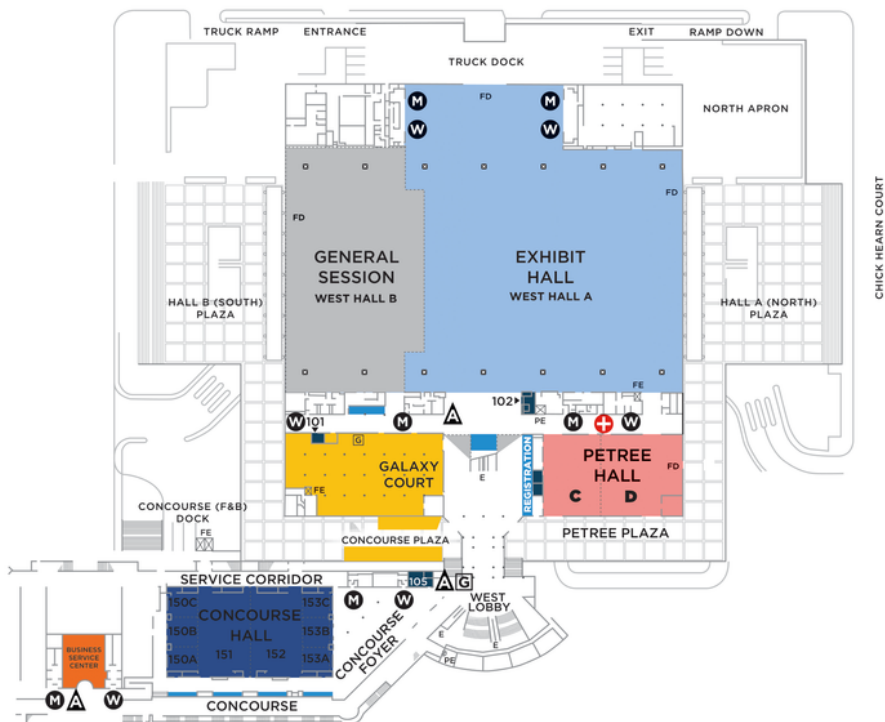 TRUCK RAMP
ENTRANCE
EXIT
RAMP DOWN
TRUCK DOCK
M
M
FD
W
W
NORTH APRON
CHICK HEARN COURT
FD
FD
GENERAL
SESSION
WEST HALL B
EXHIBIT
HALL
WEST HALL A
HALL B (SOUTH)
PLAZA
HALL A (NORTH)
PLAZA
FE
102
W
101
M
A
PE
M
W
G
GALAXY
COURT
FE
E
REGISTRATION
PETREE
HALL
FD
C
D
CONCOURSE (F&B)
DOCK
FE
CONCOURSE PLAZA
PETREE PLAZA
SERVICE CORRIDOR
105
A
G
150C
153C
CONCOURSE
HALL
M
W
WEST
LOBBY
150B
153B
151
152
150A
153A
CONCOURSE
FOYER
E
E
PE
BUSINESS
SERVICE
CENTER
M
A
W
CONCOURSE